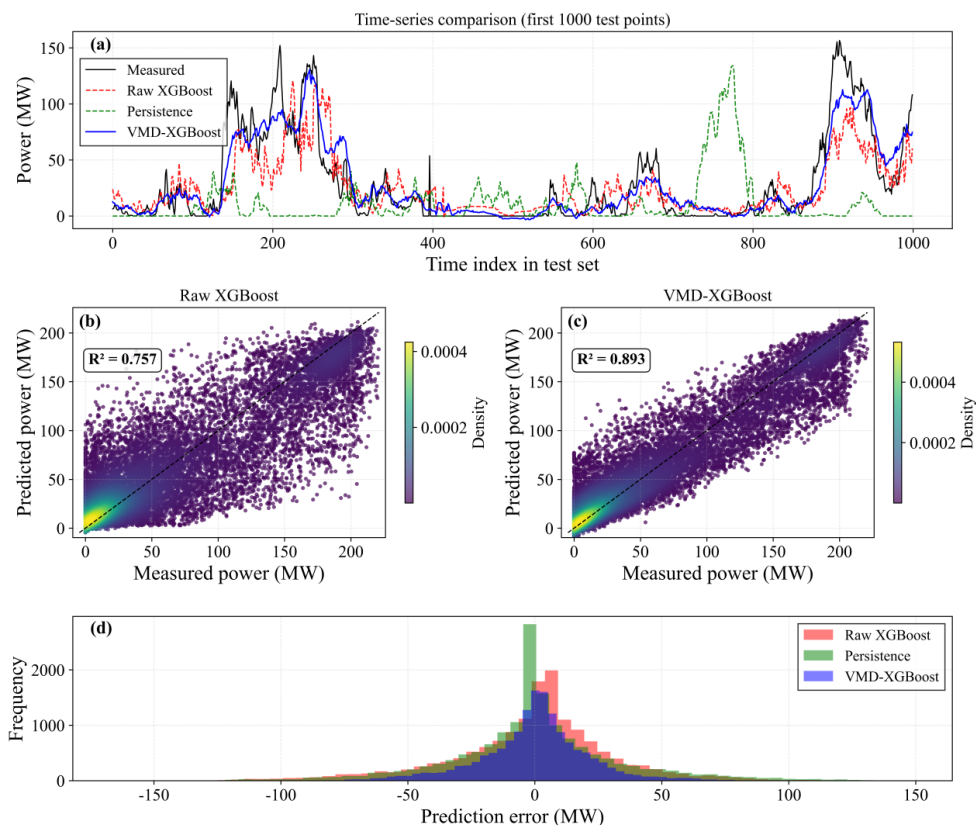 Time-series comparison (first 1000 test points)
(a)
150
100
50
0
Power (MW)
Measured
Raw XGBoost
Persistence
VMD-XGBoost
0 200 400 600 800 1000
Time index in test set
Raw XGBoost
(b)
R² = 0.757
200
150
100
50
0
Predicted power (MW)
0 50 100 150 200
Measured power (MW)
0.0004
0.0002
Density
VMD-XGBoost
(c)
R² = 0.893
200
150
100
50
0
Predicted power (MW)
0 50 100 150 200
Measured power (MW)
0.0004
0.0002
Density
(d)
Raw XGBoost
Persistence
VMD-XGBoost
2000
1000
0
Frequency
-150 -100 -50 0 50 100 150
Prediction error (MW)